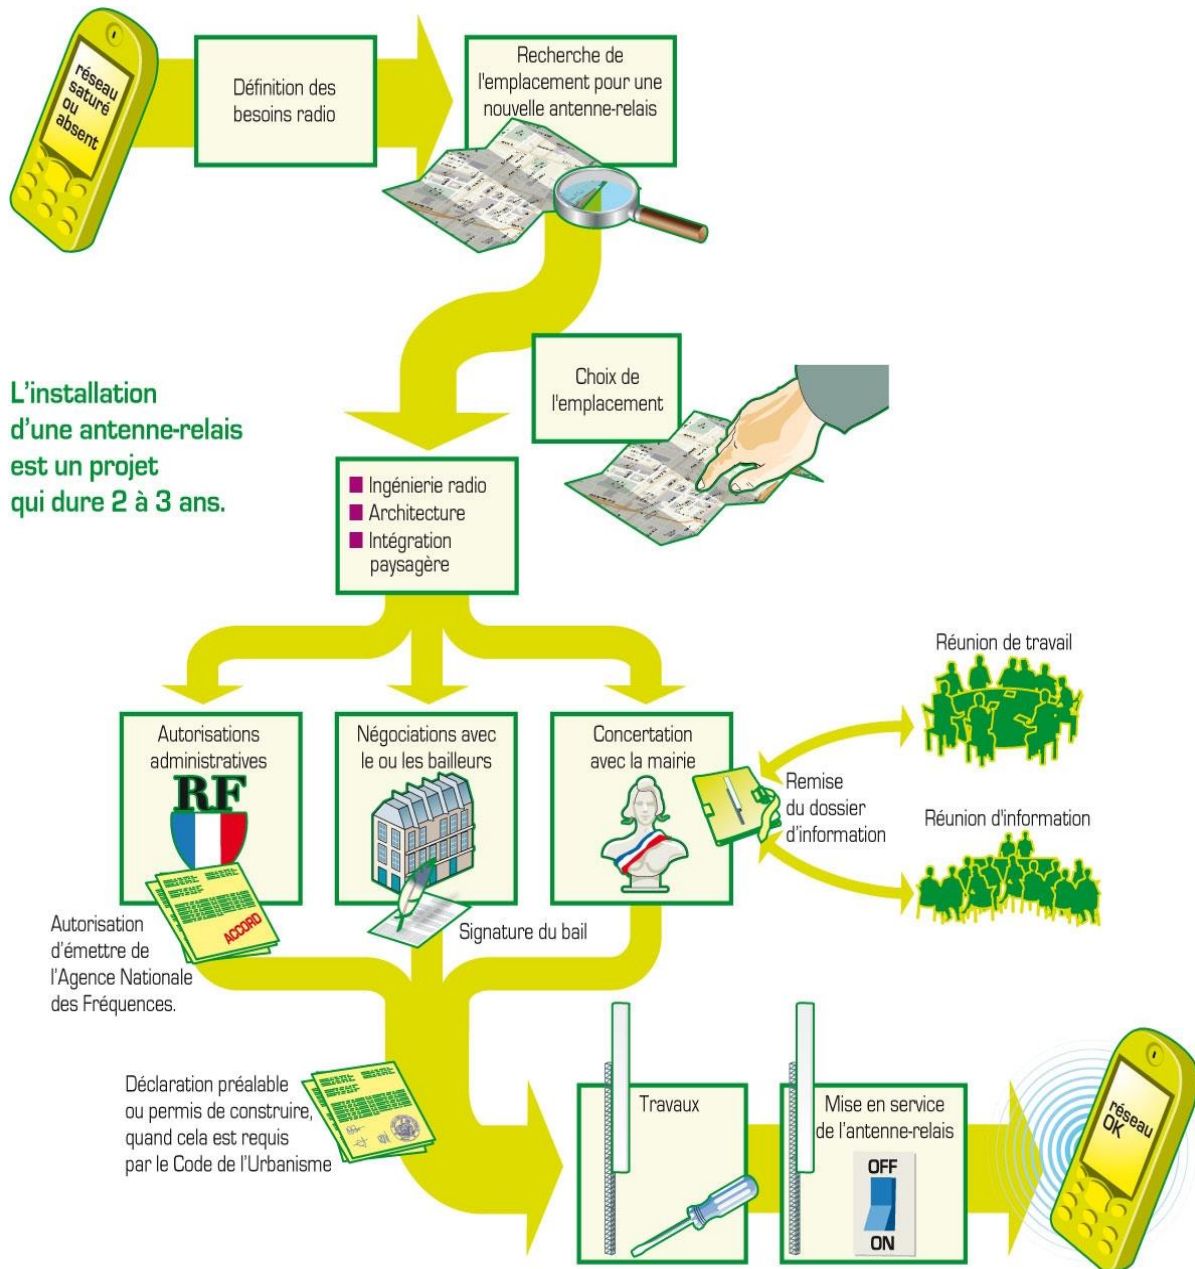 réseau
saturé
ou
absent
Définition des
besoins radio
Recherche de
l'emplacement pour une
nouvelle antenne-relais
L'installation
d'une antenne-relais
est un projet
qui dure 2 à 3 ans.
Choix de
l'emplacement
Ingénierie radio
Architecture
Intégration
paysagère
Autorisations
administratives
RF
ACCORD
Autorisation
d'émettre de
l'Agence Nationale
des Fréquences.
Négociations avec
le ou les bailleurs
Signature du bail
Concertation
avec la mairie
Remise
du dossier
d'information
Réunion de travail
Réunion d'information
Déclaration préalable
ou permis de construire,
quand cela est requis
par le Code de l'Urbanisme
Travaux
Mise en service
de l'antenne-relais
OFF
ON
réseau
OK